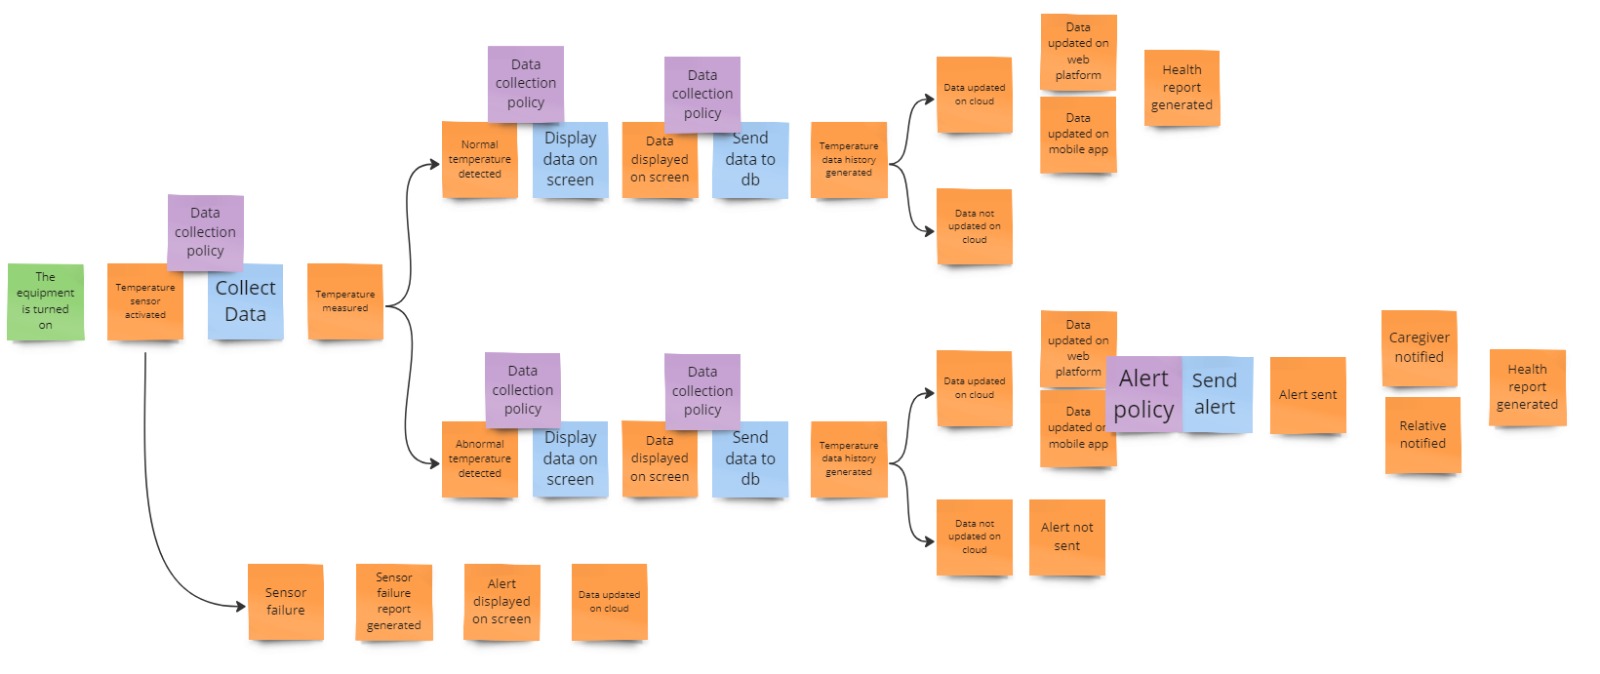 The
equipment
is turned
on
Temperature
sensor
activated
Data
collection
policy
Collect
Data
Temperature
measured
Normal
temperature
detected
Data
collection
policy
Display
data on
screen
Data
displayed
on screen
Data
collection
policy
Send
data to
db
Temperature
data history
generated
Data updated
on cloud
Data
updated on
web
platform
Data
updated on
mobile app
Health
report
generated
Data not
updated on
cloud
Abnormal
temperature
detected
Data
collection
policy
Display
data on
screen
Data
displayed
on screen
Data
collection
policy
Send
data to
db
Temperature
data history
generated
Data updated
on cloud
Data
updated on
web
platform
Data
updated on
mobile app
Alert
policy
Send
alert
Alert sent
Caregiver
notified
Relative
notified
Health
report
generated
Data not
updated on
cloud
Alert not
sent
Sensor
failure
Sensor
failure
report
generated
Alert
displayed
on screen
Data updated
on cloud